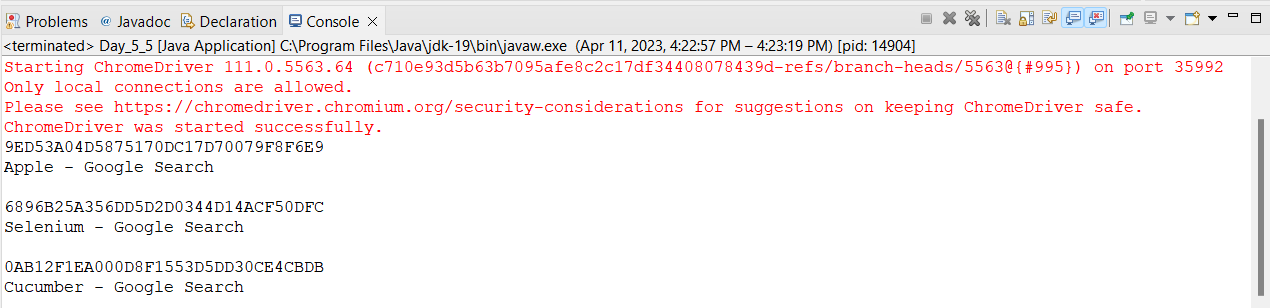 Problems @ Javadoc Declaration Console
<terminated> Day_5_5 [Java Application] C:\Program Files\Java\jdk-19\bin\javaw.exe (Apr 11, 2023, 4:22:57 PM – 4:23:19 PM) [pid: 14904]
Starting ChromeDriver 111.0.5563.64 (c710e93d5b63b7095afe8c2c17df34408078439d-refs/branch-heads/5563@{#995}) on port 35992
Only local connections are allowed.
Please see https://chromedriver.chromium.org/security-considerations for suggestions on keeping ChromeDriver safe.
ChromeDriver was started successfully.
9ED53A04D5875170DC17D70079F8F6E9
Apple - Google Search
6896B25A356DD5D2D0344D14ACF50DFC
Selenium - Google Search
0AB12F1EA000D8F1553D5DD30CE4CBDB
Cucumber - Google Search